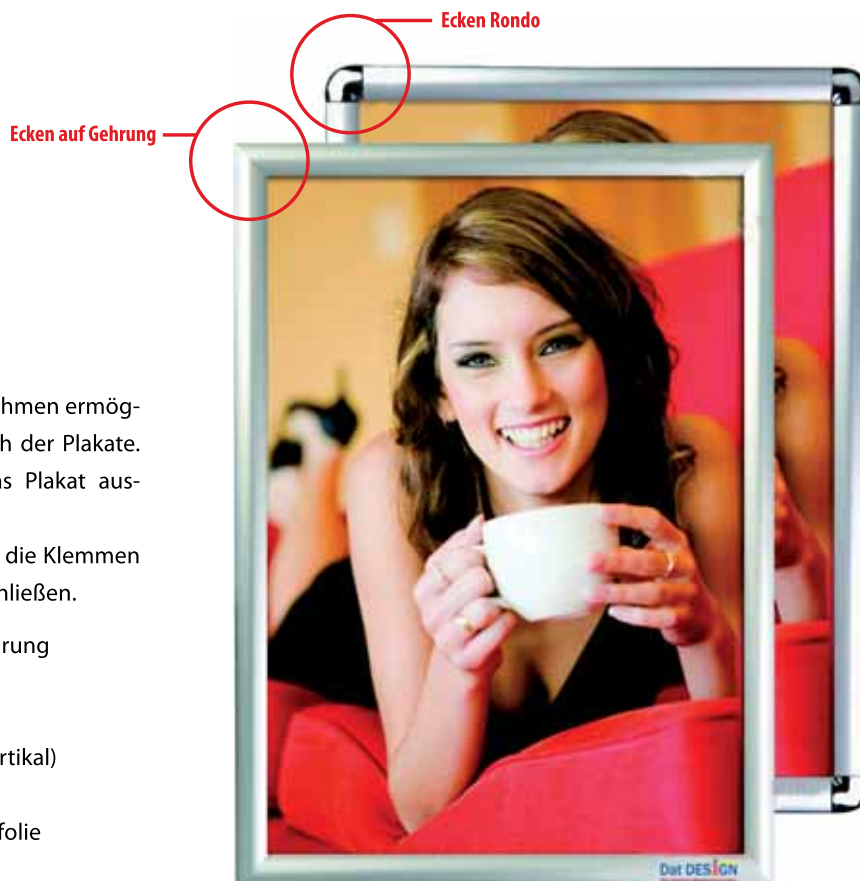 Ecken Rondo
Ecken auf Gehrung
hmen ermög-
h der Plakate.
s Plakat aus-
die Klemmen
hließen.
rung
rtikal)
folie
Dat DESIGN